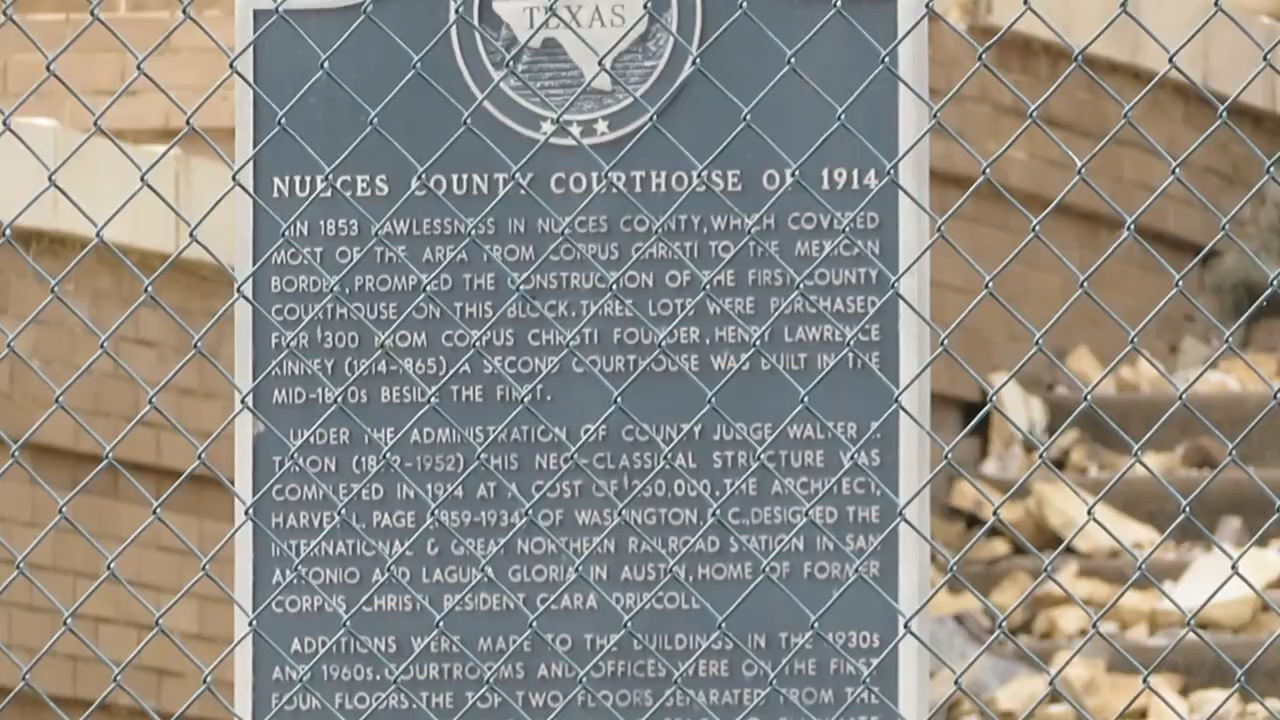 TEXAS
NUECES COUNTY COURTHOUSE OF 1914
IN 1853 LAWLESSNESS IN NUECES COUNTY, WHICH COVERED
MOST OF THE AREA FROM CORPUS CHRISTI TO THE MEXICAN
BORDER, PROMPTED THE CONSTRUCTION OF THE FIRST COUNTY
COURTHOUSE ON THIS BLOCK. THREE LOTS WERE PURCHASED
FOR $300 FROM CORPUS CHRISTI FOUNDER, HENRY LAWRENCE
KINNEY (1814-1865). A SECOND COURTHOUSE WAS BUILT IN THE
MID-1870s BESIDE THE FIRST.
UNDER THE ADMINISTRATION OF COUNTY JUDGE WALTER F.
TIMON (1872-1952) THIS NEO-CLASSICAL STRUCTURE WAS
COMPLETED IN 1914 AT A COST OF $250,000. THE ARCHITECT,
HARVEY L. PAGE (1859-1934) OF WASHINGTON, D.C., DESIGNED THE
INTERNATIONAL & GREAT NORTHERN RAILROAD STATION IN SAN
ANTONIO AND LAGUNA GLORIA IN AUSTIN, HOME OF FORMER
CORPUS CHRISTI RESIDENT CLARA DRISCOLL
ADDITIONS WERE MADE TO THE BUILDINGS IN THE 1930s
AND 1960s. COURTROOMS AND OFFICES WERE ON THE FIRST
FOUR FLOORS. THE TOP TWO FLOORS SEPARATED FROM THE